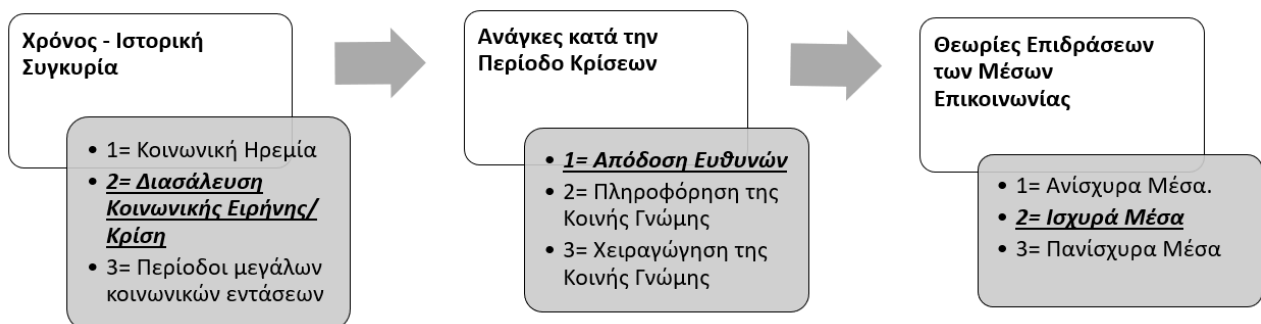 Χρόνος - Ιστορική
Συγκυρία
• 1= Κοινωνική Ηρεμία
• 2= Διασάλευση
Κοινωνικής Ειρήνης/
Κρίση
• 3= Περίοδοι μεγάλων
κοινωνικών εντάσεων
Ανάγκες κατά την
Περίοδο Κρίσεων
• 1= Απόδοση Ευθυνών
• 2= Πληροφόρηση της
Κοινής Γνώμης
• 3= Χειραγώγηση της
Κοινής Γνώμης
Θεωρίες Επιδράσεων
των Μέσων
Επικοινωνίας
• 1= Ανίσχυρα Μέσα.
• 2= Ισχυρά Μέσα
• 3= Πανίσχυρα Μέσα